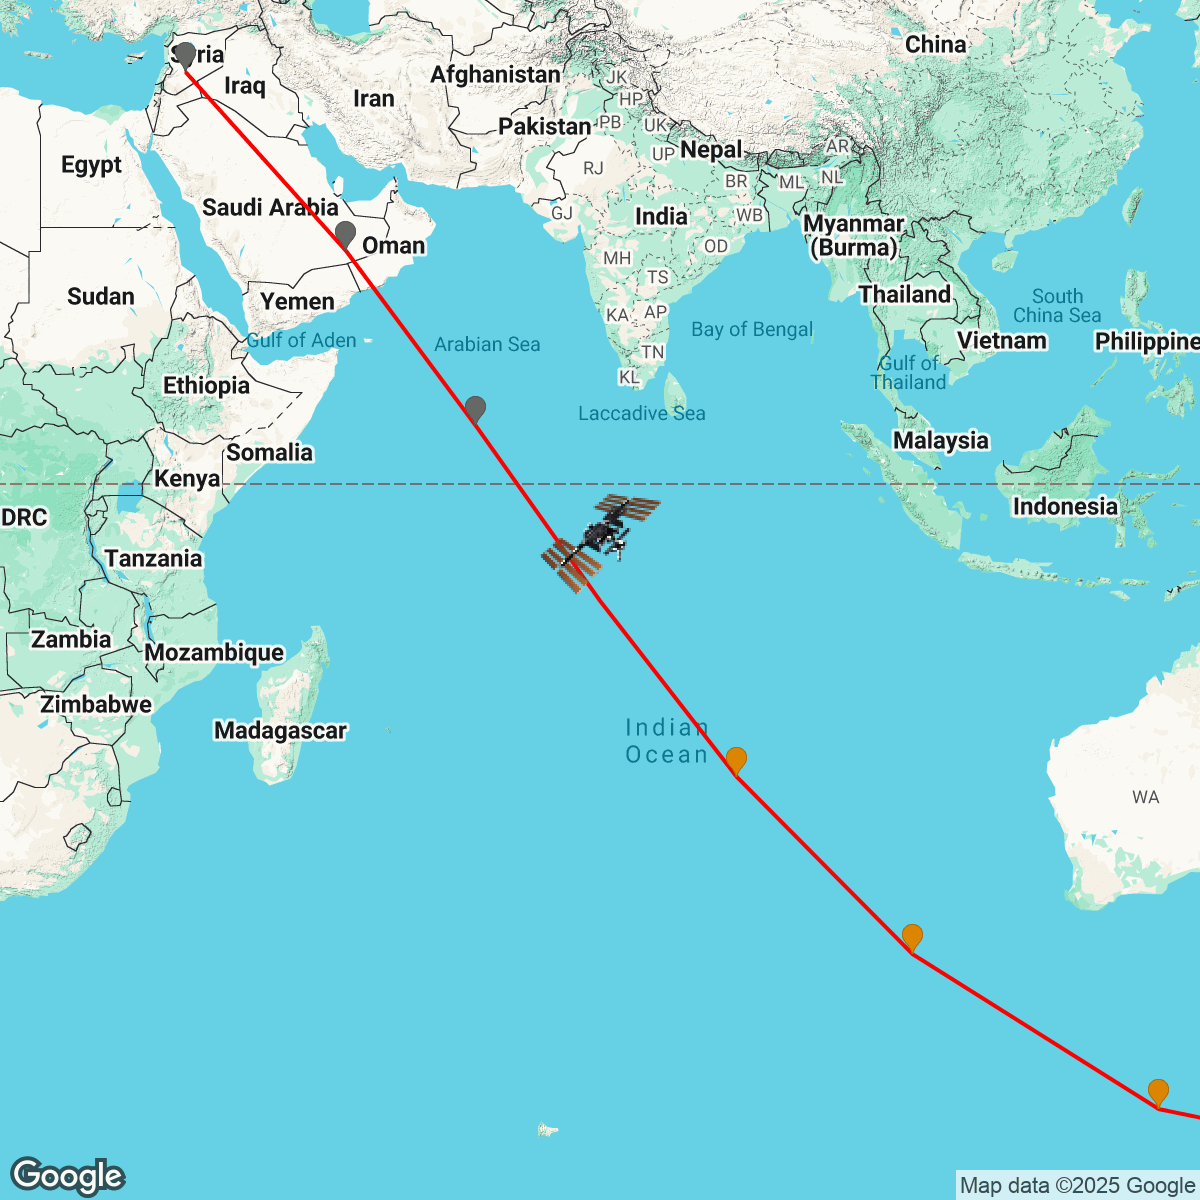 China
Syria
Afghanistan
JK
Iraq
Iran
HP
Pakistan
PB
UK
Nepal
AR
UP
Egypt
RJ
BR
ML
NL
Saudi Arabia
GJ
India
WB
Myanmar
(Burma)
Oman
OD
MH
TS
Sudan
Yemen
Thailand
South
China Sea
KA
AP
Bay of Bengal
Gulf of Aden
Arabian Sea
Vietnam
Philippine
TN
Gulf of
Thailand
Ethiopia
KL
Laccadive Sea
Malaysia
Somalia
Kenya
Indonesia
DRC
Tanzania
Zambia
Mozambique
Zimbabwe
Madagascar
Indian
Ocean
WA
Google
Map data ©2025 Google